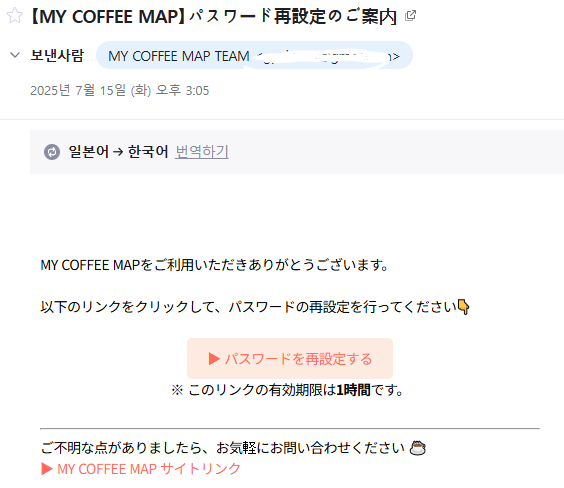 【MY COFFEE MAP】パスワード再設定のご案内
보낸사람 MY COFFEE MAP TEAM
2025년 7월 15일 (화) 오후 3:05
일본어 → 한국어 번역하기
MY COFFEE MAPをご利用いただきありがとうございます。
以下のリンクをクリックして、パスワードの再設定を行ってください👇
▶ パスワードを再設定する
※ このリンクの有効期限は1時間です。
ご不明な点がありましたら、お気軽にお問い合わせください ☕
▶ MY COFFEE MAP サイトリンク